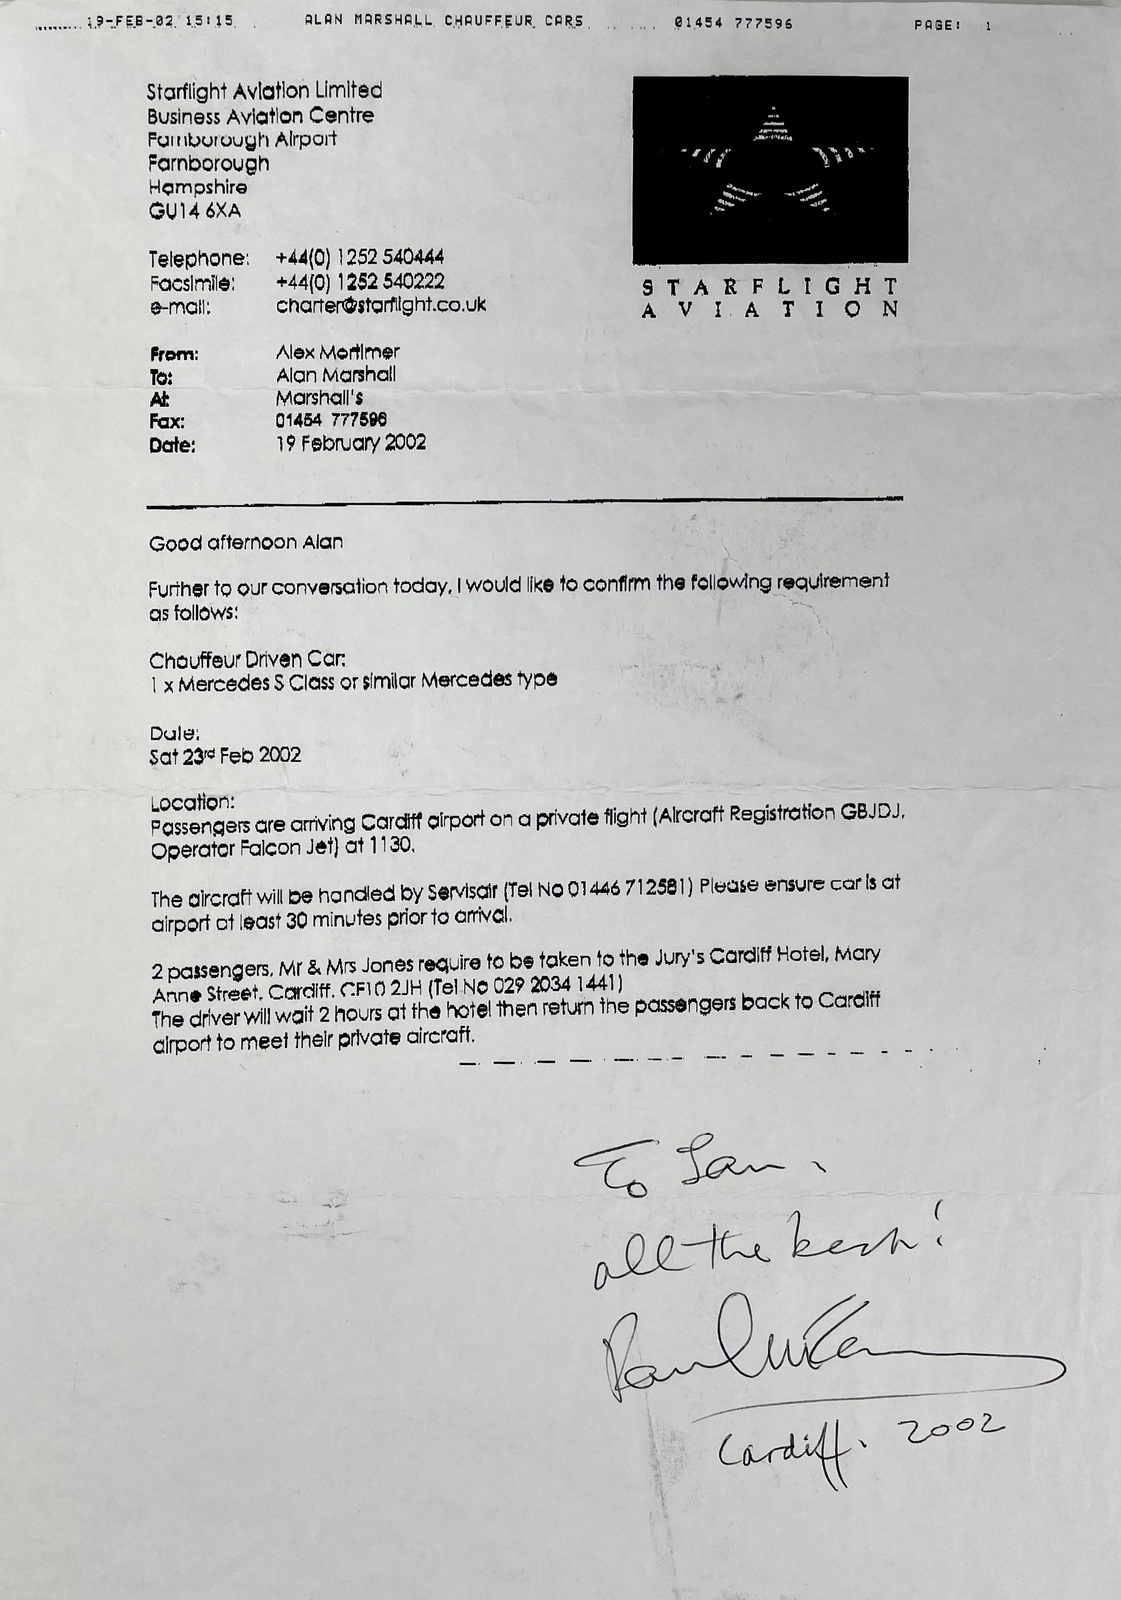 19-FEB-02 15:15 ALAN MARSHALL CHAUFFEUR CARS 01454 777596 PAGE: 1
Starflight Aviation Limited
Business Aviation Centre
Farnborough Airport
Farnborough
Hampshire
GU14 6XA
Telephone: +44(0) 1252 540444
Facsimile: +44(0) 1252 540222
e-mail: charter@starflight.co.uk
STARFLIGHT
AVIATION
From: Alex Mortimer
To: Alan Marshall
At: Marshall's
Fax: 01454 777596
Date: 19 February 2002
Good afternoon Alan
Further to our conversation today, I would like to confirm the following requirement
as follows:
Chauffeur Driven Car:
1 x Mercedes S Class or similar Mercedes type
Date:
Sat 23rd Feb 2002
Location:
Passengers are arriving Cardiff airport on a private flight (Aircraft Registration GBJDJ,
Operator Falcon Jet) at 1130.
The aircraft will be handled by Servisair (Tel No 01446 712581) Please ensure car is at
airport at least 30 minutes prior to arrival.
2 passengers, Mr & Mrs Jones require to be taken to the Jury's Cardiff Hotel, Mary
Anne Street, Cardiff, CF10 2JH (Tel No 029 2034 1441)
The driver will wait 2 hours at the hotel then return the passengers back to Cardiff
airport to meet their private aircraft.
To
all the best!
Paul
Cardiff. 2002